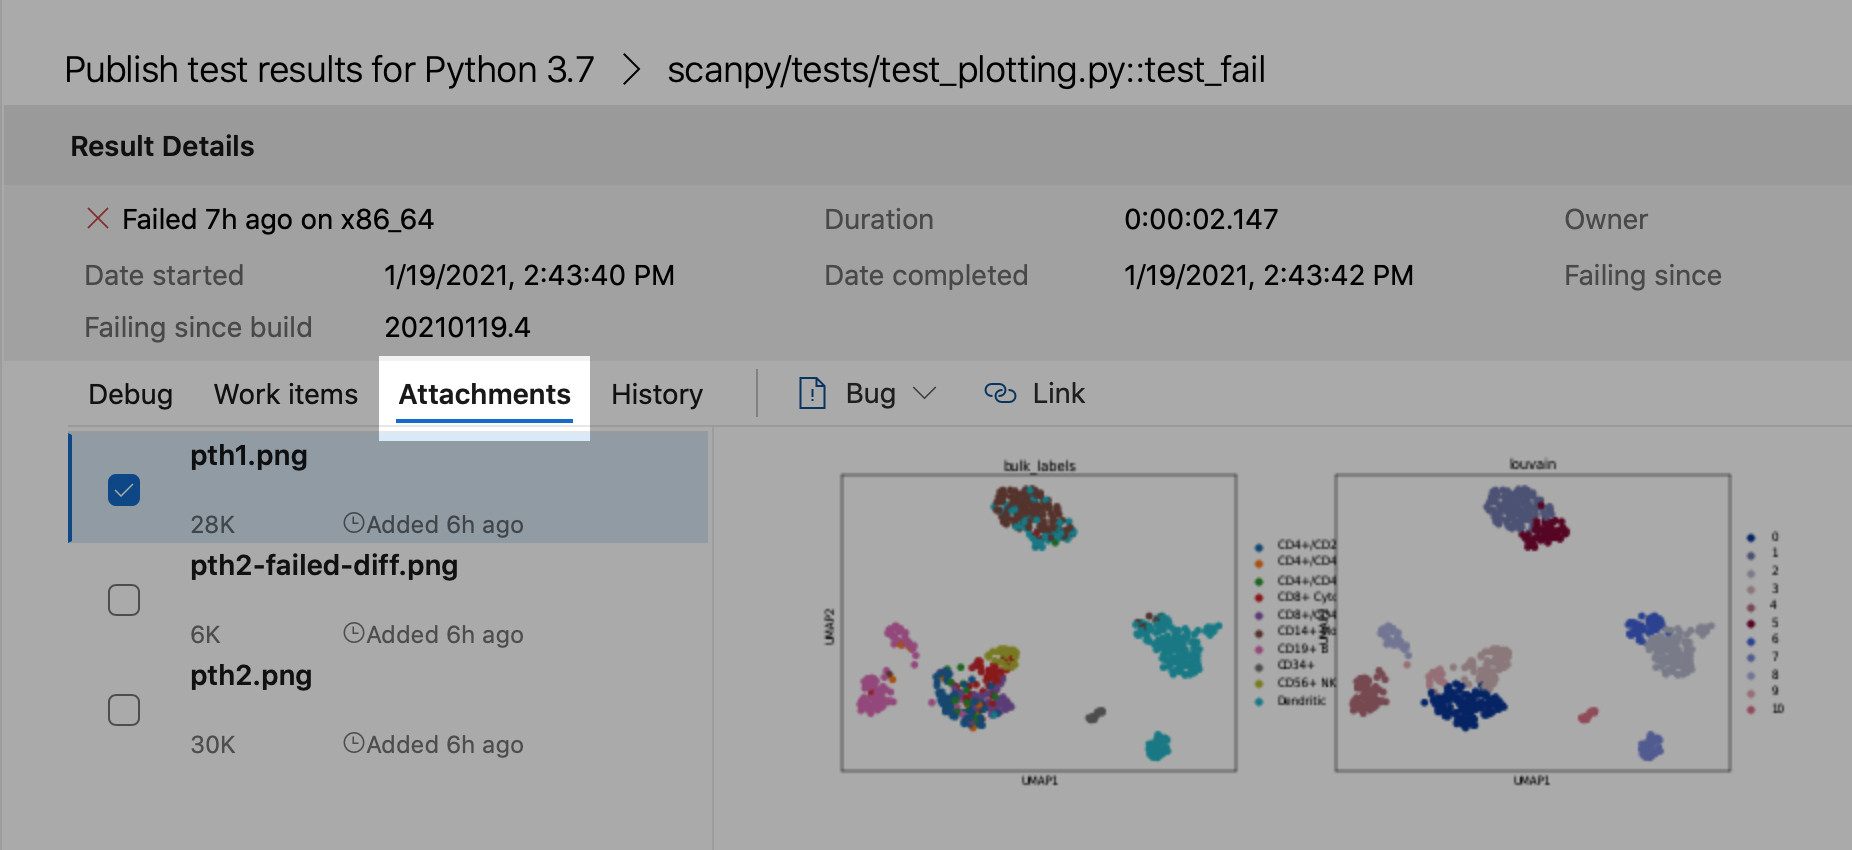 Publish test results for Python 3.7 > scanpy/tests/test_plotting.py::test_fail
Result Details
Failed 7h ago on x86_64
Duration 0:00:02.147
Owner
Date started 1/19/2021, 2:43:40 PM
Date completed 1/19/2021, 2:43:42 PM
Failing since
Failing since build 20210119.4
Debug Work items Attachments History Bug Link
pth1.png
28K Added 6h ago
pth2-failed-diff.png
6K Added 6h ago
pth2.png
30K Added 6h ago
bulk_labels
UMAP2
UMAP1
CD4+/CD2
CD4+/CD4
CD4+/CD4
CD8+ Cyto
CD8+/CD4
CD14+
CD19+ B
CD34+
CD56+ NK
Dendritic
louvain
UMAP1
0
1
2
3
4
5
6
7
8
9
10